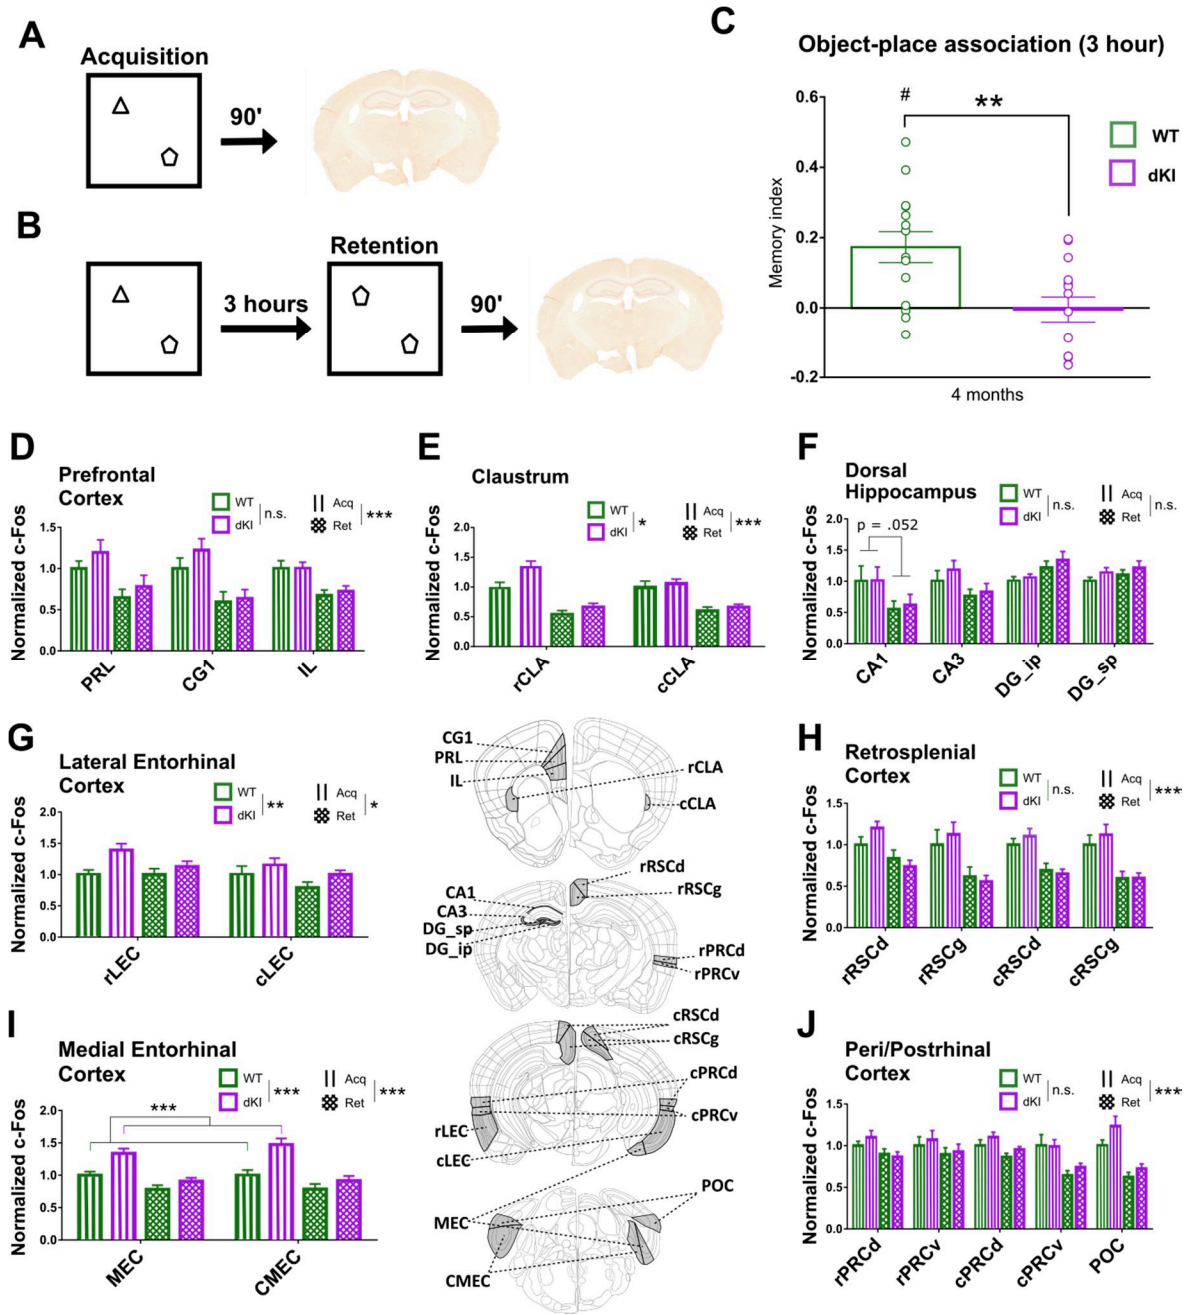 A
Acquisition
90'
B
Retention
3 hours
90'
C
Object-place association (3 hour)
Memory index
0.6
0.4
0.2
0.0
-0.2
#
**
WT
dKI
4 months
D
Prefrontal
Cortex
WT
dKI
n.s.
Acq
Ret
***
Normalized c-Fos
1.5
1.0
0.5
0.0
PRL
CG1
IL
E
Claustrum
WT
dKI
*
Acq
Ret
***
Normalized c-Fos
2.0
1.5
1.0
0.5
0.0
rCLA
cCLA
F
Dorsal
Hippocampus
WT
dKI
n.s.
Acq
Ret
n.s.
p = .052
Normalized c-Fos
2.0
1.5
1.0
0.5
0.0
CA1
CA3
DG_ip
DG_sp
G
Lateral Entorhinal
Cortex
WT
dKI
**
Acq
Ret
*
Normalized c-Fos
2.0
1.5
1.0
0.5
0.0
rLEC
cLEC
CG1
PRL
IL
rCLA
cCLA
rRSCd
rRSCg
CA1
CA3
DG_sp
DG_ip
rPRCd
rPRCv
cRSCd
cRSCg
cPRCd
cPRCv
rLEC
cLEC
POC
MEC
CMEC
H
Retrosplenial
Cortex
WT
dKI
n.s.
Acq
Ret
***
Normalized c-Fos
1.5
1.0
0.5
0.0
rRSCd
rRSCg
cRSCd
cRSCg
I
Medial Entorhinal
Cortex
WT
dKI
***
Acq
Ret
***
***
Normalized c-Fos
2.0
1.5
1.0
0.5
0.0
MEC
CMEC
J
Peri/Postrhinal
Cortex
WT
dKI
n.s.
Acq
Ret
***
Normalized c-Fos
1.5
1.0
0.5
0.0
rPRCd
rPRCv
cPRCd
cPRCv
POC